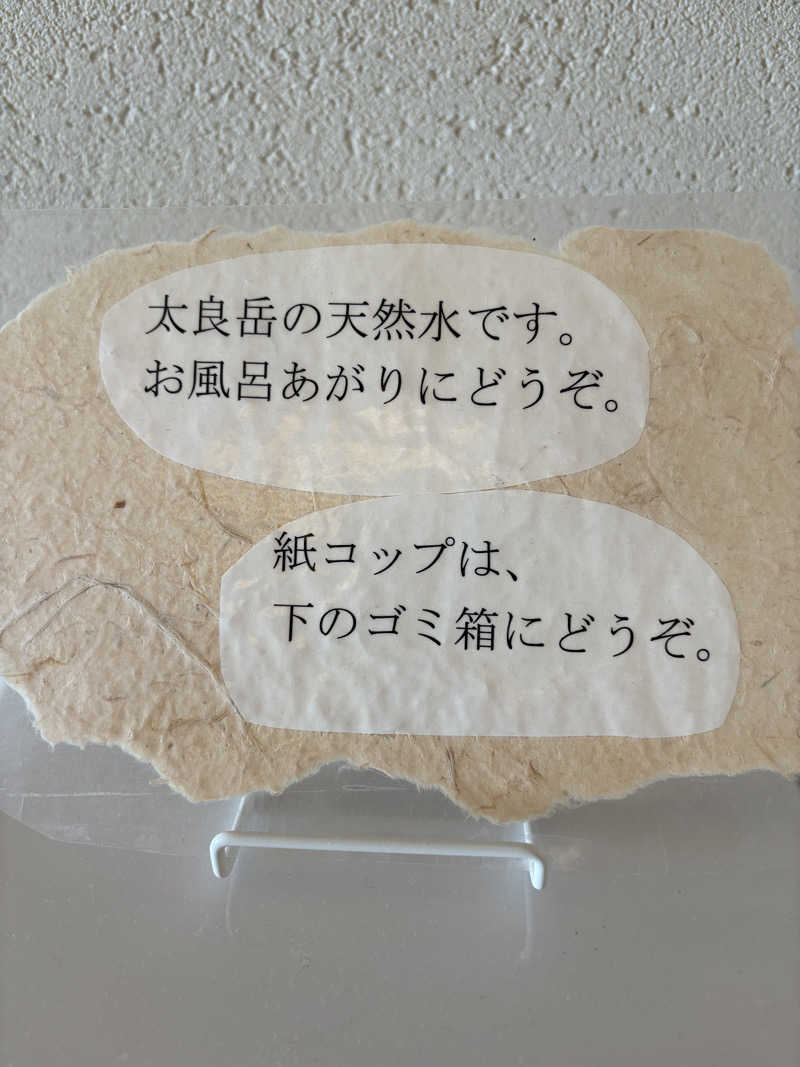 太良岳の天然水です。
お風呂あがりにどうぞ。
紙コップは、
下のゴミ箱にどうぞ。